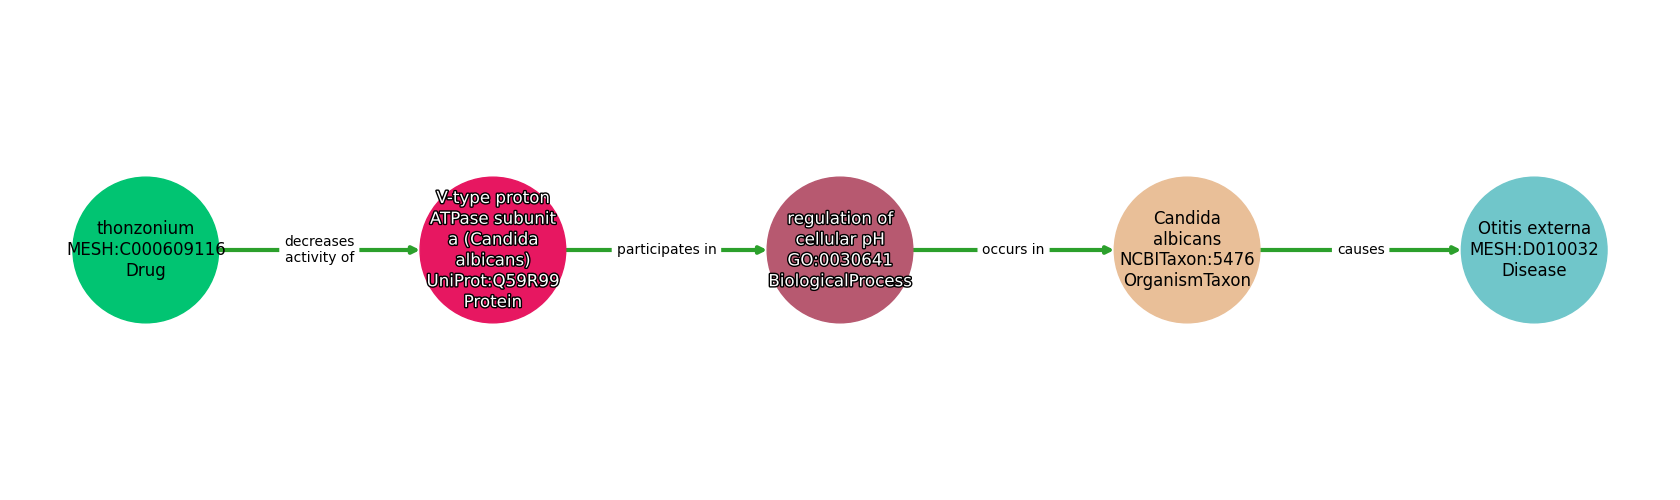 thonzonium
MESH:C000609116
Drug
decreases
activity of
V-type proton
ATPase subunit
a (Candida
albicans)
UniProt:Q59R99
Protein
participates in
regulation of
cellular pH
GO:0030641
BiologicalProcess
occurs in
Candida
albicans
NCBITaxon:5476
OrganismTaxon
causes
Otitis externa
MESH:D010032
Disease